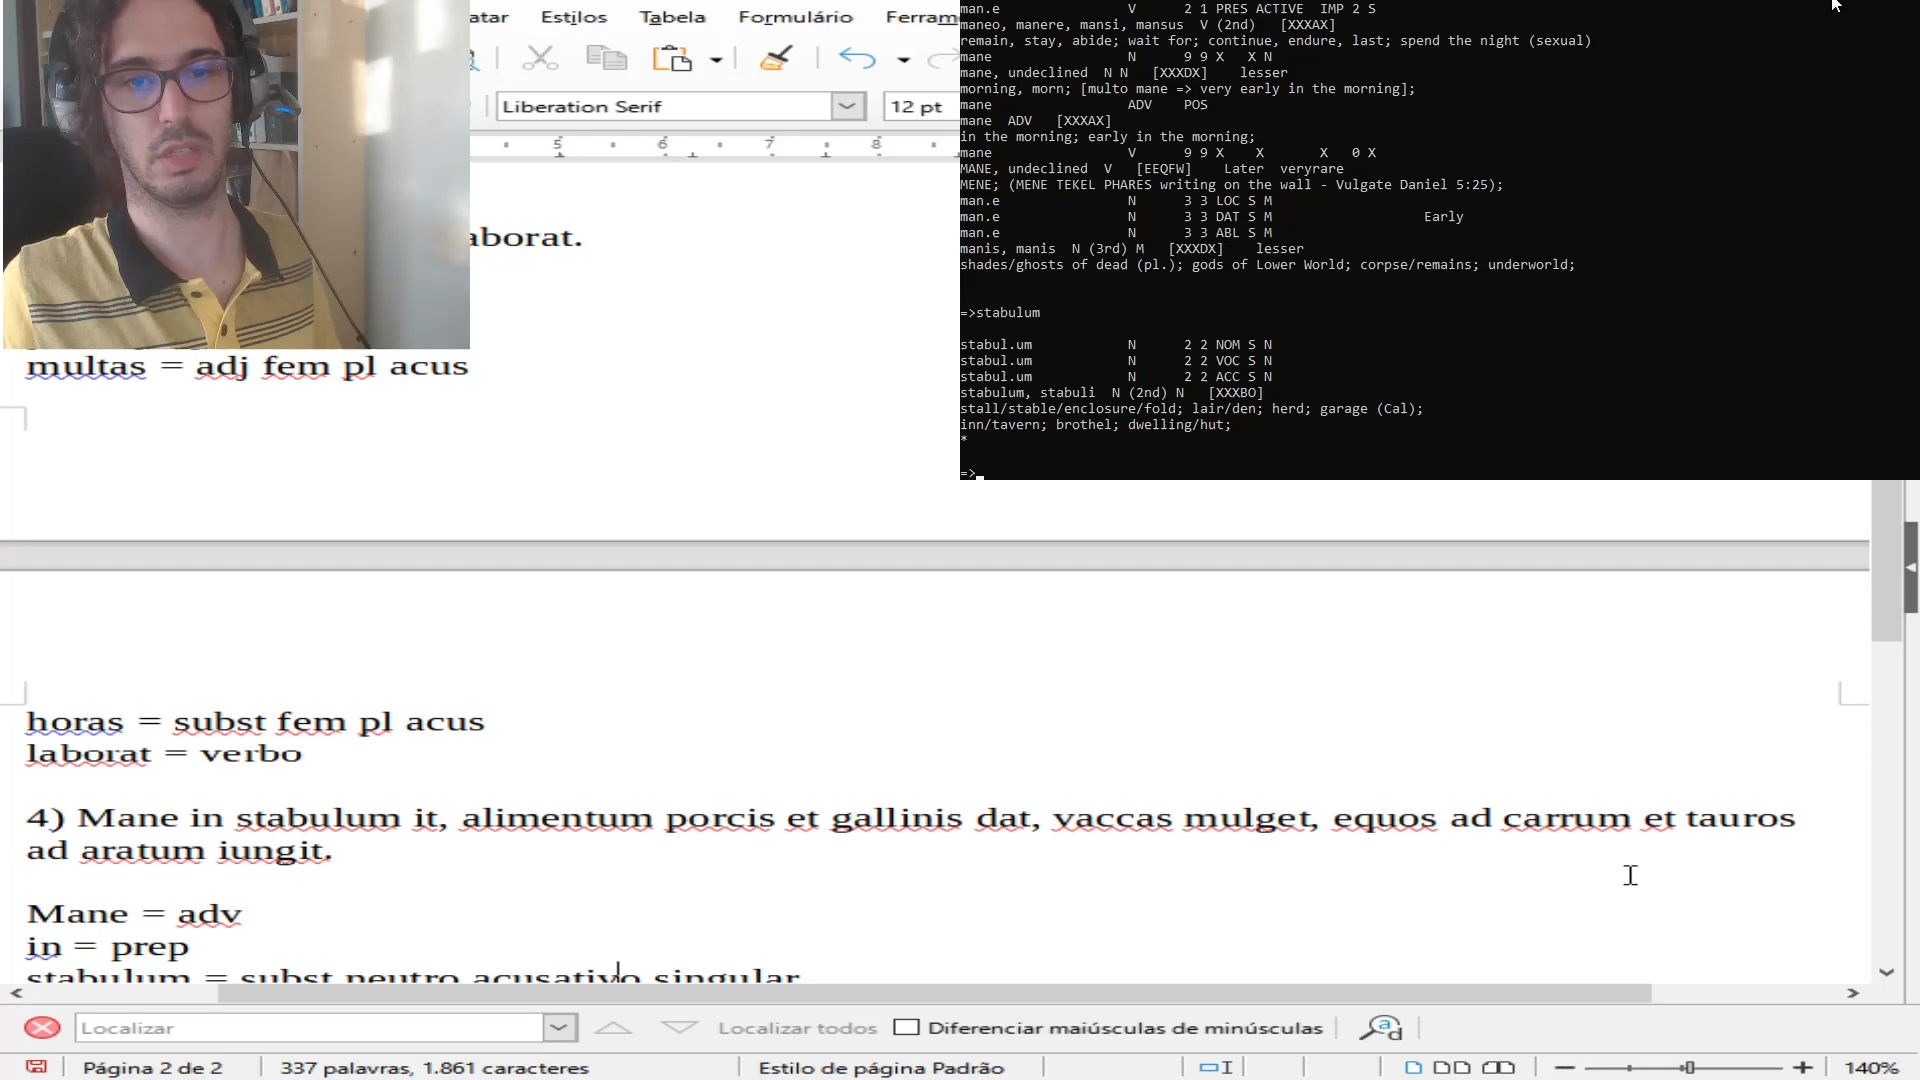 atar Estilos Tabela Formulário Ferram
Liberation Serif 12 pt
5 6 7 8
aborat.
multas = adj fem pl acus
man.e V 2 1 PRES ACTIVE IMP 2 S
maneo, manere, mansi, mansus V (2nd) [XXXAX]
remain, stay, abide; wait for; continue, endure, last; spend the night (sexual)
mane N 9 9 X X N
mane, undeclined N N [XXXDX] lesser
morning, morn; [multo mane => very early in the morning];
mane ADV POS
mane ADV [XXXAX]
in the morning; early in the morning;
mane V 9 9 X X X 0 X
MANE, undeclined V [EEQFW] Later veryrare
MENE; (MENE TEKEL PHARES writing on the wall - Vulgate Daniel 5:25);
man.e N 3 3 LOC S M
man.e N 3 3 DAT S M Early
man.e N 3 3 ABL S M
manis, manis N (3rd) M [XXXDX] lesser
shades/ghosts of dead (pl.); gods of Lower World; corpse/remains; underworld;
=>stabulum
stabul.um N 2 2 NOM S N
stabul.um N 2 2 VOC S N
stabul.um N 2 2 ACC S N
stabulum, stabuli N (2nd) N [XXXBO]
stall/stable/enclosure/fold; lair/den; herd; garage (Cal);
inn/tavern; brothel; dwelling/hut;
*
=>
horas = subst fem pl acus
laborat = verbo
4) Mane in stabulum it, alimentum porcis et gallinis dat, vaccas mulget, equos ad carrum et tauros
ad aratum iungit.
Mane = adv
in = prep
stabulum = subst neutro acusativo singular
Localizar Localizar todos Diferenciar maiúsculas de minúsculas
Página 2 de 2 337 palavras, 1.861 caracteres Estilo de página Padrão 140%